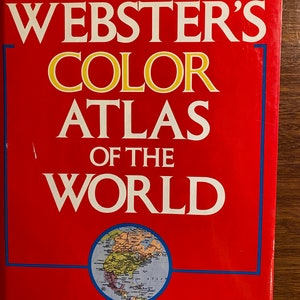 WEBSTER'S
COLOR
ATLAS
OF THE
WORLD